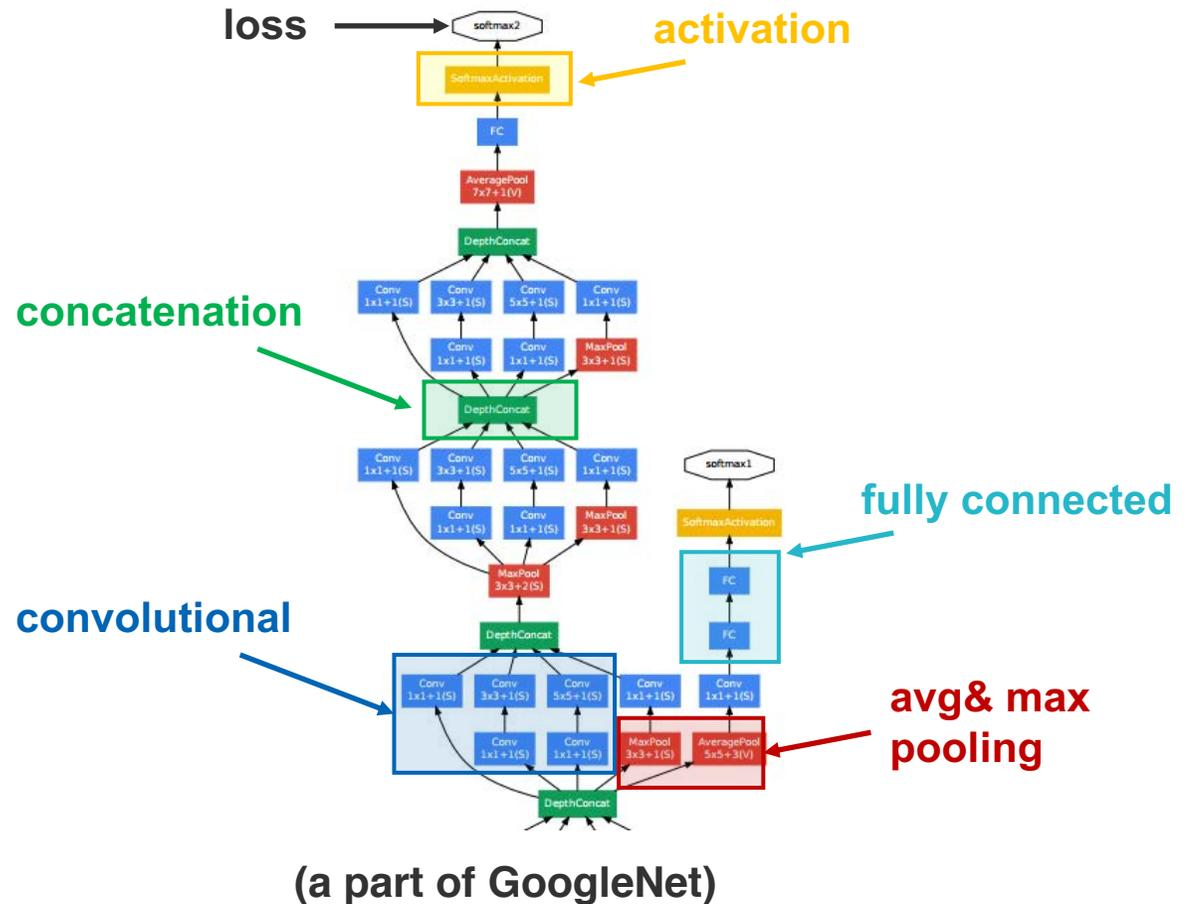 loss
softmax2
activation
SoftmaxActivation
FC
AveragePool
7x7+1(V)
DepthConcat
Conv
1x1+1(S)
Conv
3x3+1(S)
Conv
5x5+1(S)
Conv
1x1+1(S)
concatenation
Conv
1x1+1(S)
Conv
1x1+1(S)
MaxPool
3x3+1(S)
DepthConcat
Conv
1x1+1(S)
Conv
3x3+1(S)
Conv
5x5+1(S)
Conv
1x1+1(S)
softmax1
fully connected
Conv
1x1+1(S)
Conv
1x1+1(S)
MaxPool
3x3+1(S)
SoftmaxActivation
MaxPool
3x3+2(S)
FC
convolutional
DepthConcat
FC
Conv
1x1+1(S)
Conv
3x3+1(S)
Conv
5x5+1(S)
Conv
1x1+1(S)
Conv
1x1+1(S)
avg& max
pooling
Conv
1x1+1(S)
Conv
1x1+1(S)
MaxPool
3x3+1(S)
AveragePool
5x5+3(V)
DepthConcat
(a part of GoogleNet)